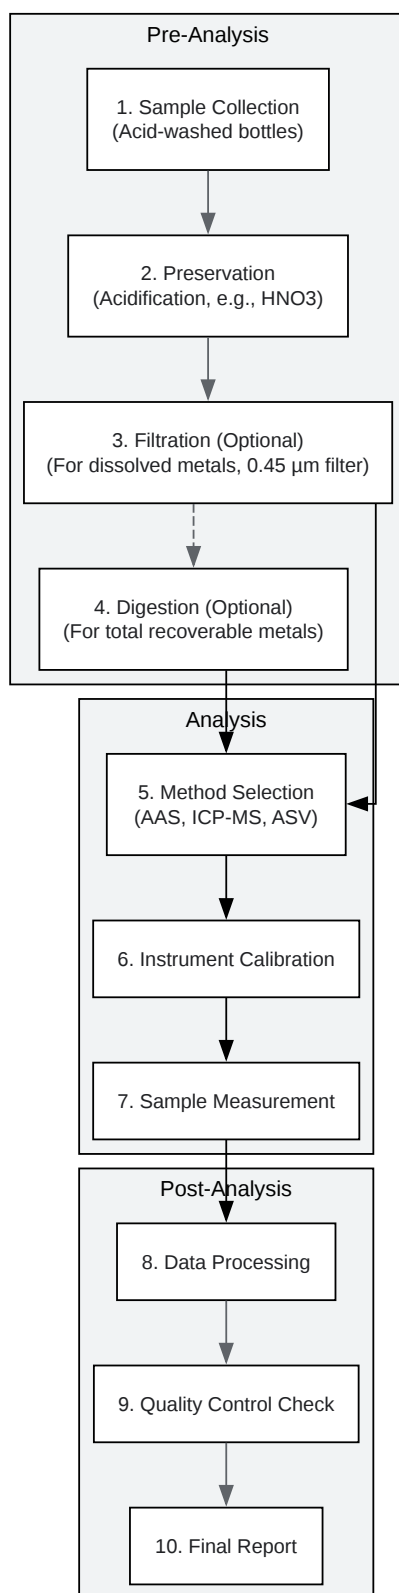 Pre-Analysis
1. Sample Collection
(Acid-washed bottles)
2. Preservation
(Acidification, e.g., HNO3)
3. Filtration (Optional)
(For dissolved metals, 0.45 µm filter)
4. Digestion (Optional)
(For total recoverable metals)
Analysis
5. Method Selection
(AAS, ICP-MS, ASV)
6. Instrument Calibration
7. Sample Measurement
Post-Analysis
8. Data Processing
9. Quality Control Check
10. Final Report